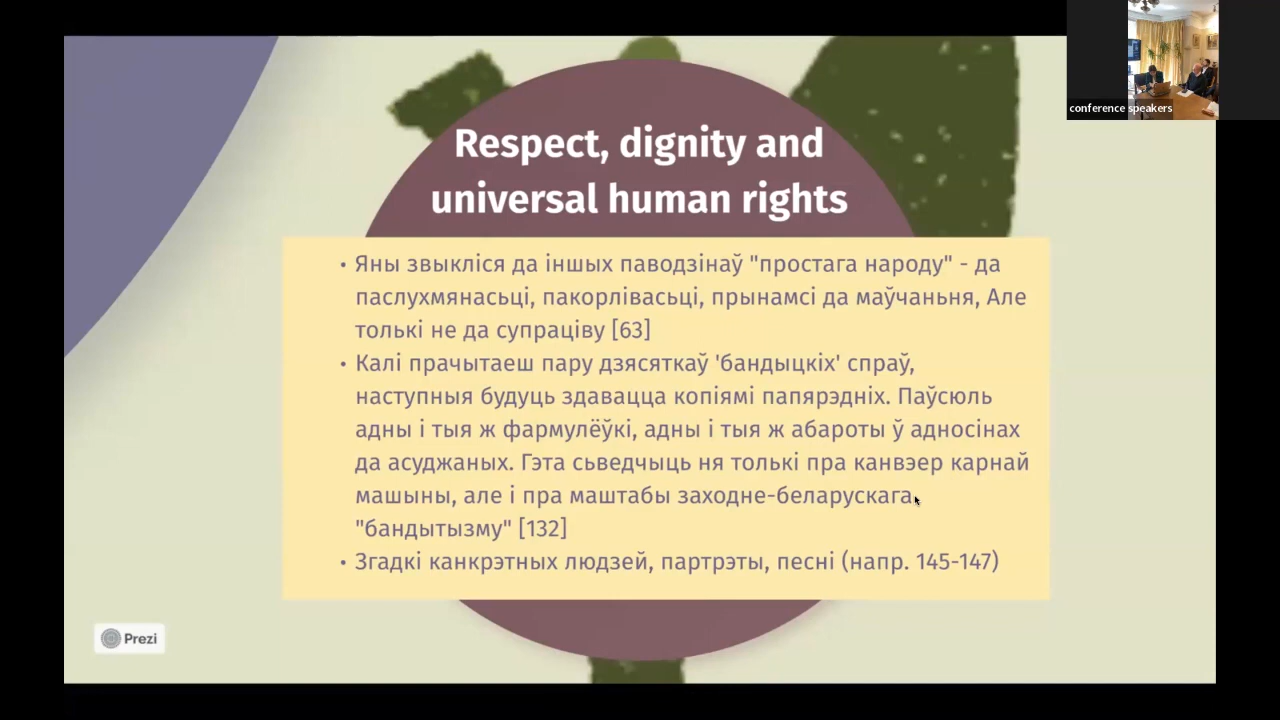 conference speakers
Respect, dignity and
universal human rights
• Яны звыкліся да іншых паводзінаў "простага народу" - да
паслухмянасьці, пакорлівасьці, прынамсі да маўчаньня, Але
толькі не да супраціву [63]
• Калі прачытаеш пару дзясяткаў 'бандыцкіх' спраў,
наступныя будуць здавацца копіямі папярэдніх. Паўсюль
адны і тыя ж фармулёўкі, адны і тыя ж абароты ў адносінах
да асуджаных. Гэта сьведчыць ня толькі пра канвэер карнай
машыны, але і пра маштабы заходне-беларускага
"бандытызму" [132]
• Згадкі канкрэтных людзей, партрэты, песні (напр. 145-147)
Prezi